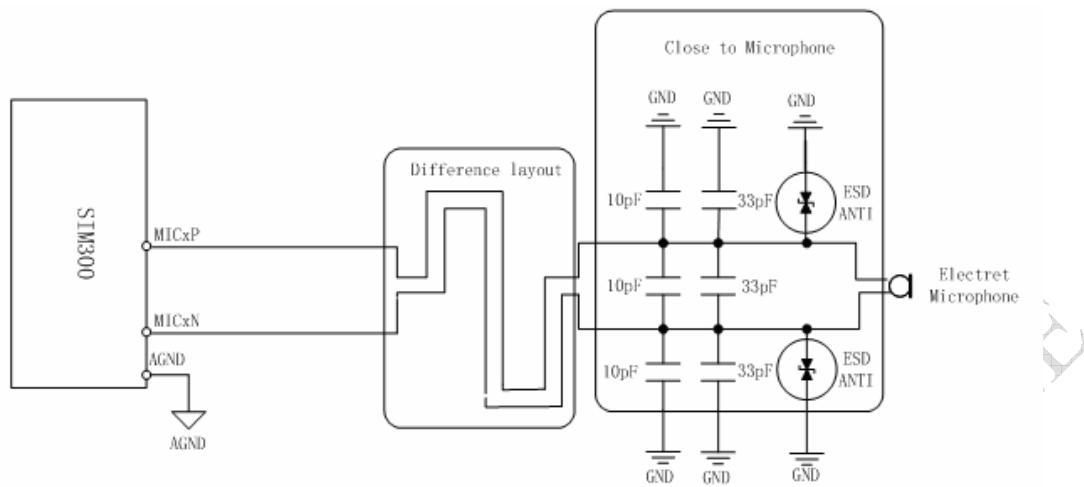 Close to Microphone
GND
GND
GND
Difference layout
10pF
33pF
ESD
ANTI
SIM300
MICxP
10pF
33pF
Electret
Microphone
MICxN
AGND
10pF
33pF
ESD
ANTI
AGND
GND
GND
GND